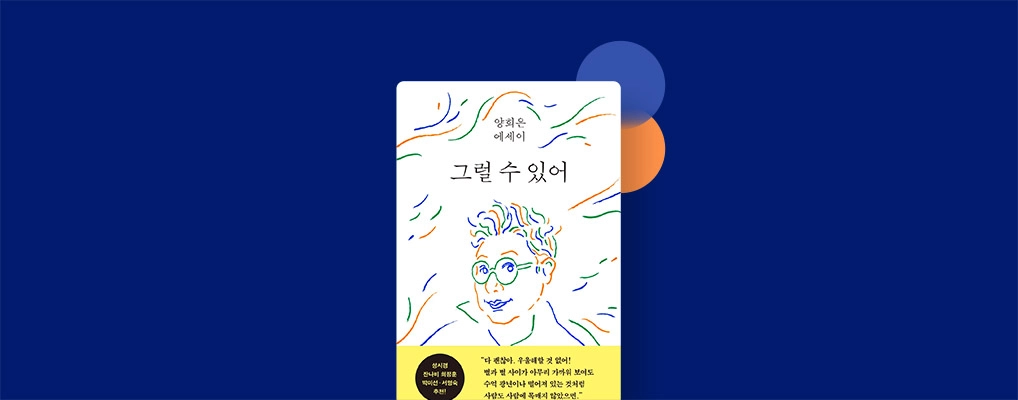 양희은
에세이
그럴 수 있어
성시경
잔나비 최정훈
박미선·서명숙
추천!
"다 괜찮아. 우울해할 것 없어!
별과 별 사이가 아무리 가까워 보여도
수억 광년이나 떨어져 있는 것처럼
사람도 사람에 목매지 않았으면."